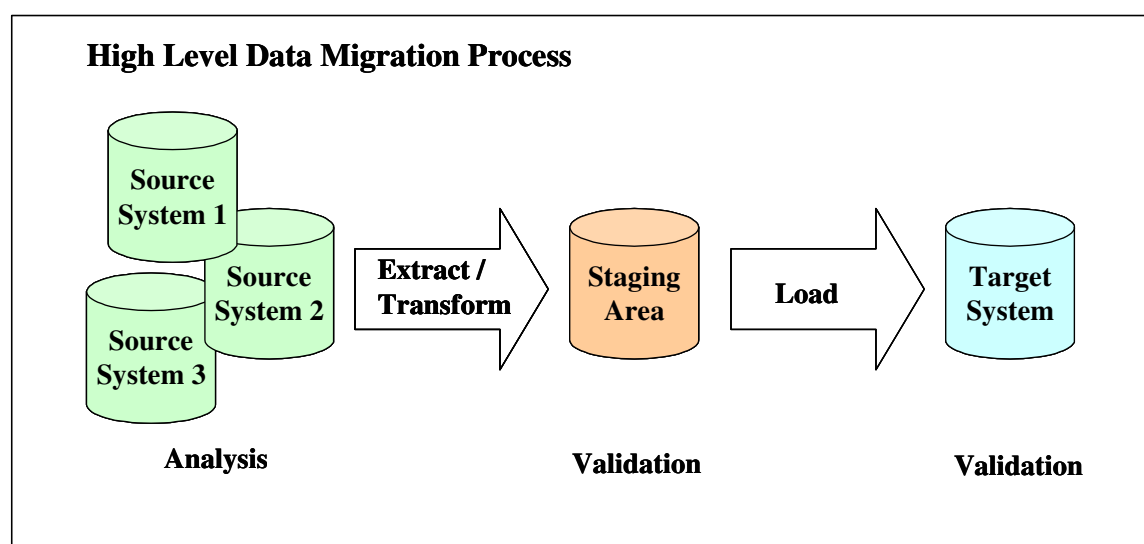 High Level Data Migration Process
Source
System 1
Source
System 2
Source
System 3
Extract /
Transform
Staging
Area
Load
Target
System
Analysis
Validation
Validation